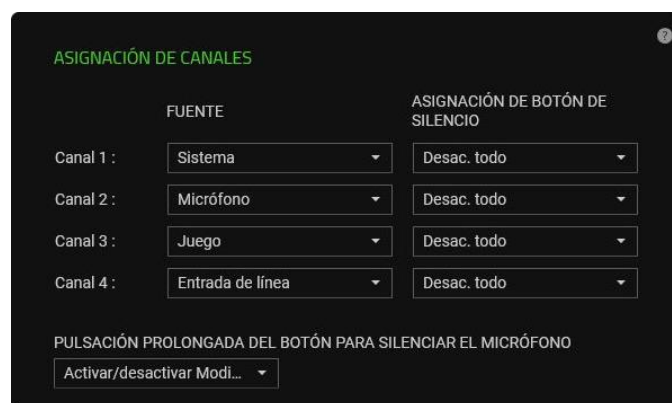 ASIGNACIÓN DE CANALES
FUENTE
ASIGNACIÓN DE BOTÓN DE
SILENCIO
Canal 1 : Sistema Desac. todo
Canal 2 : Micrófono Desac. todo
Canal 3 : Juego Desac. todo
Canal 4 : Entrada de línea Desac. todo
PULSACIÓN PROLONGADA DEL BOTÓN PARA SILENCIAR EL MICRÓFONO
Activar/desactivar Modi...